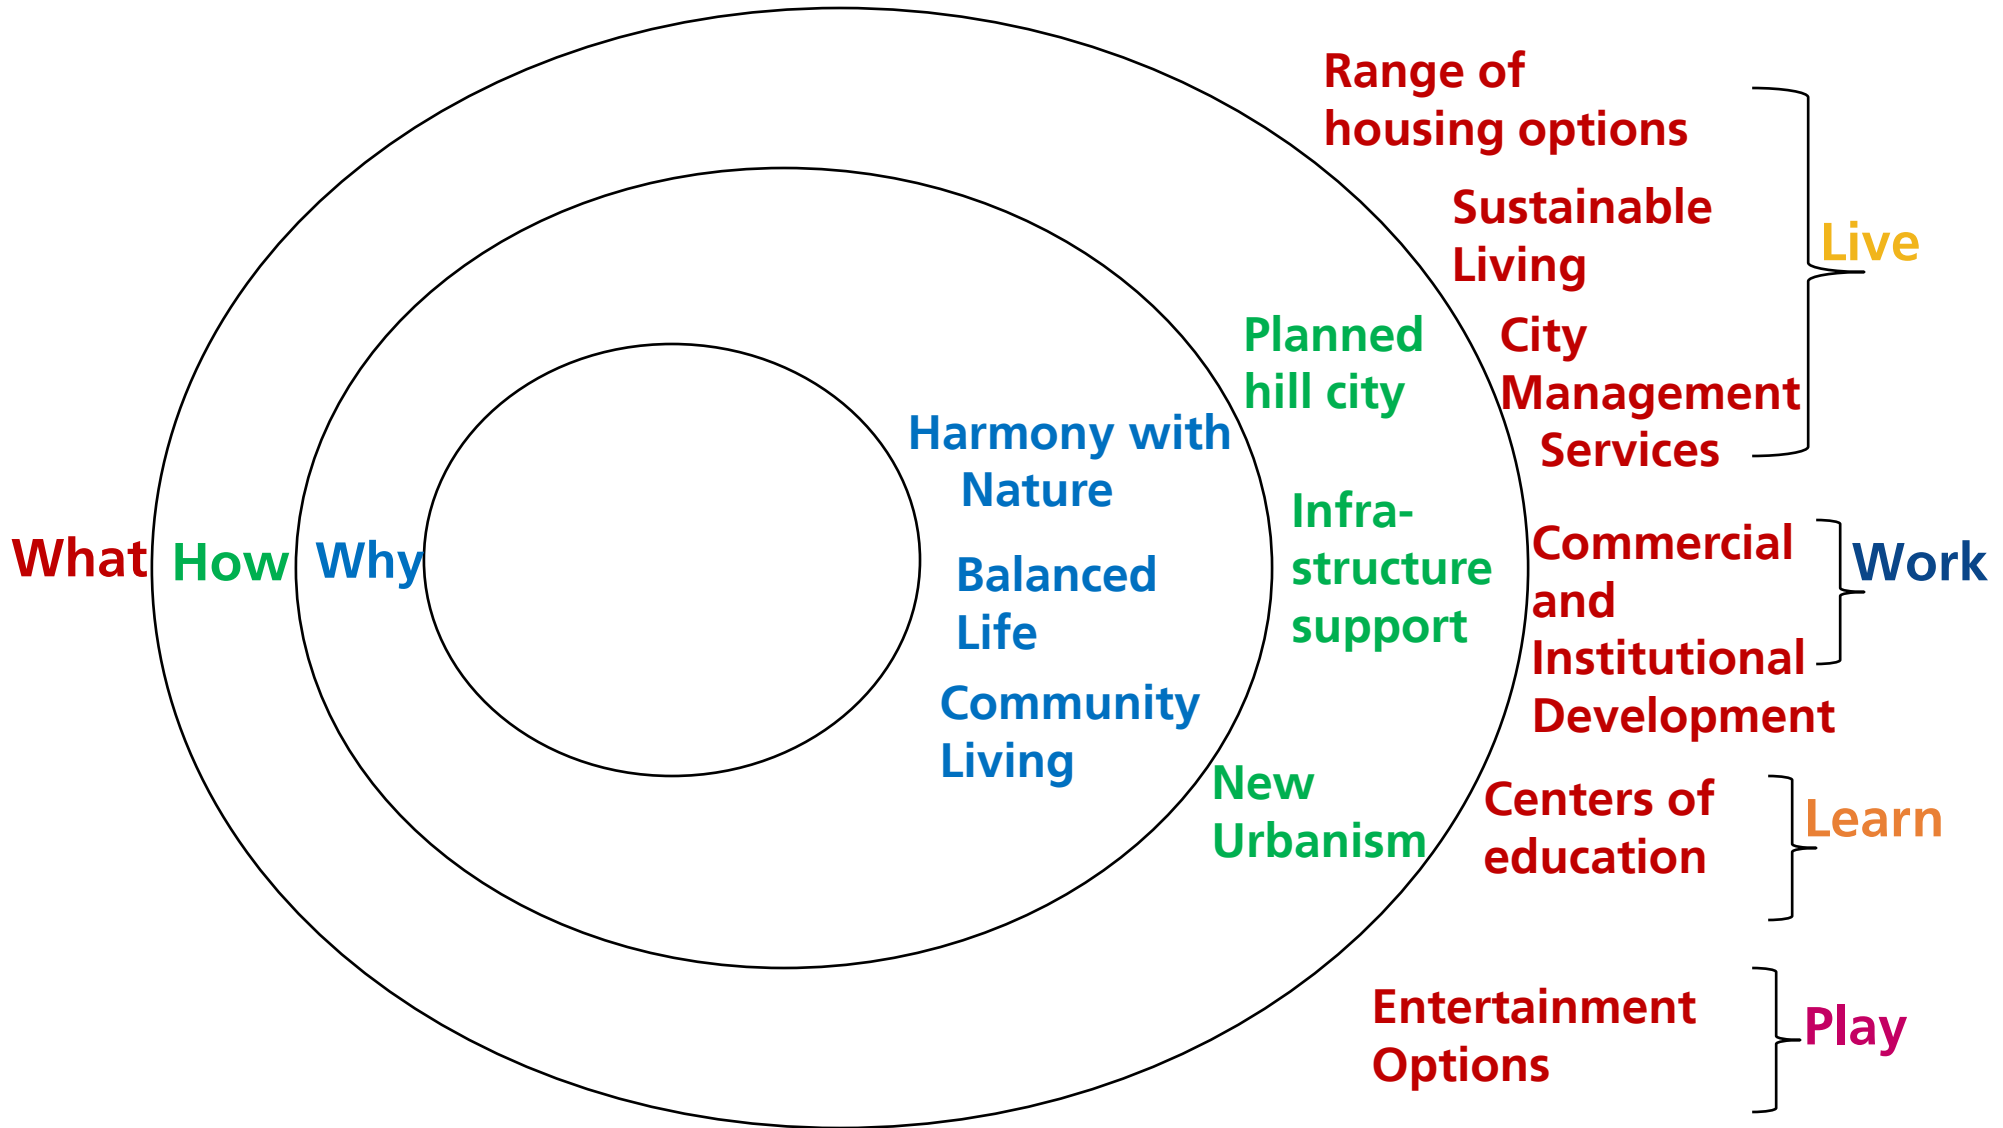 What
How
Why
Harmony with
Nature
Balanced
Life
Community
Living
Planned
hill city
Infra-
structure
support
New
Urbanism
Range of
housing options
Sustainable
Living
City
Management
Services
Live
Commercial
and
Institutional
Development
Work
Centers of
education
Learn
Entertainment
Options
Play